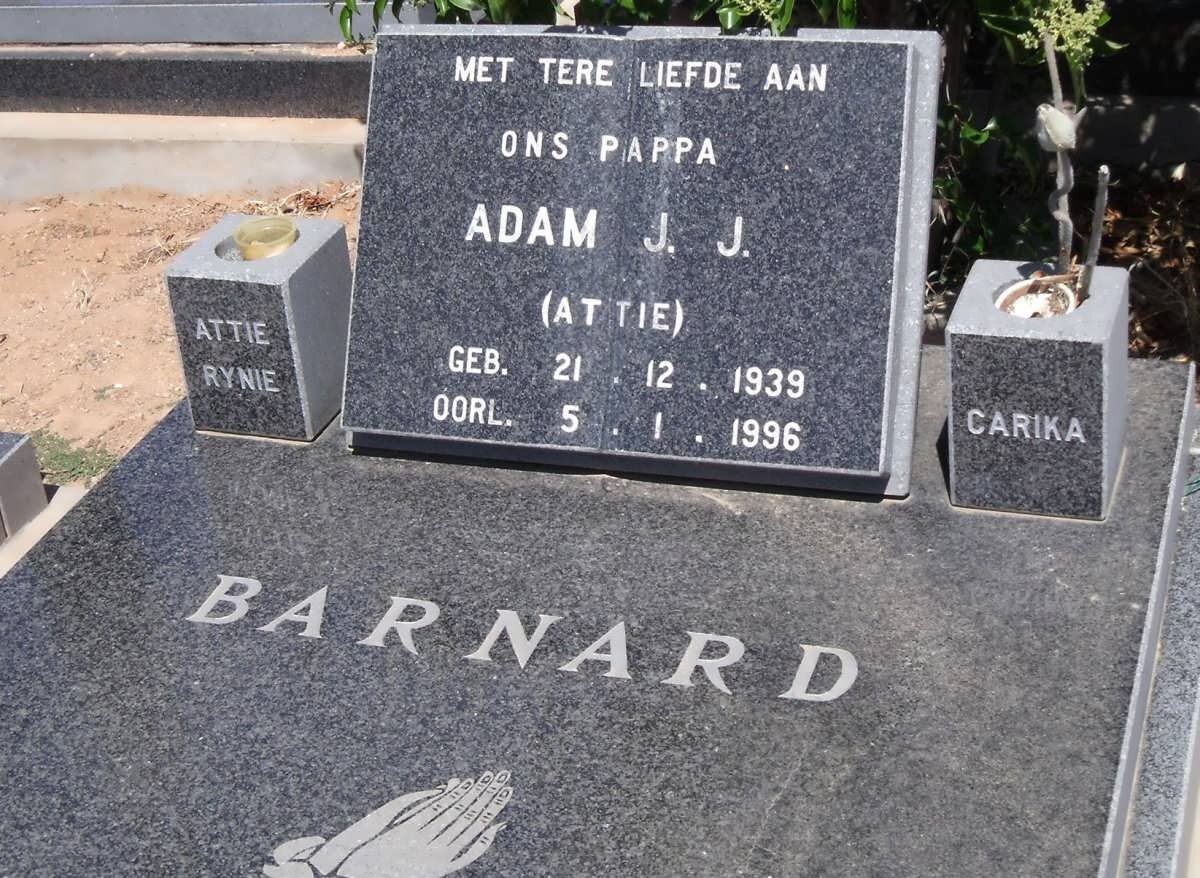 MET TERE LIEFDE AAN
ONS PAPPA
ADAM J. J.
(ATTIE)
GEB. 21 . 12 . 1939
OORL. 5 . 1 . 1996
ATTIE
RYNIE
CARIKA
BARNARD